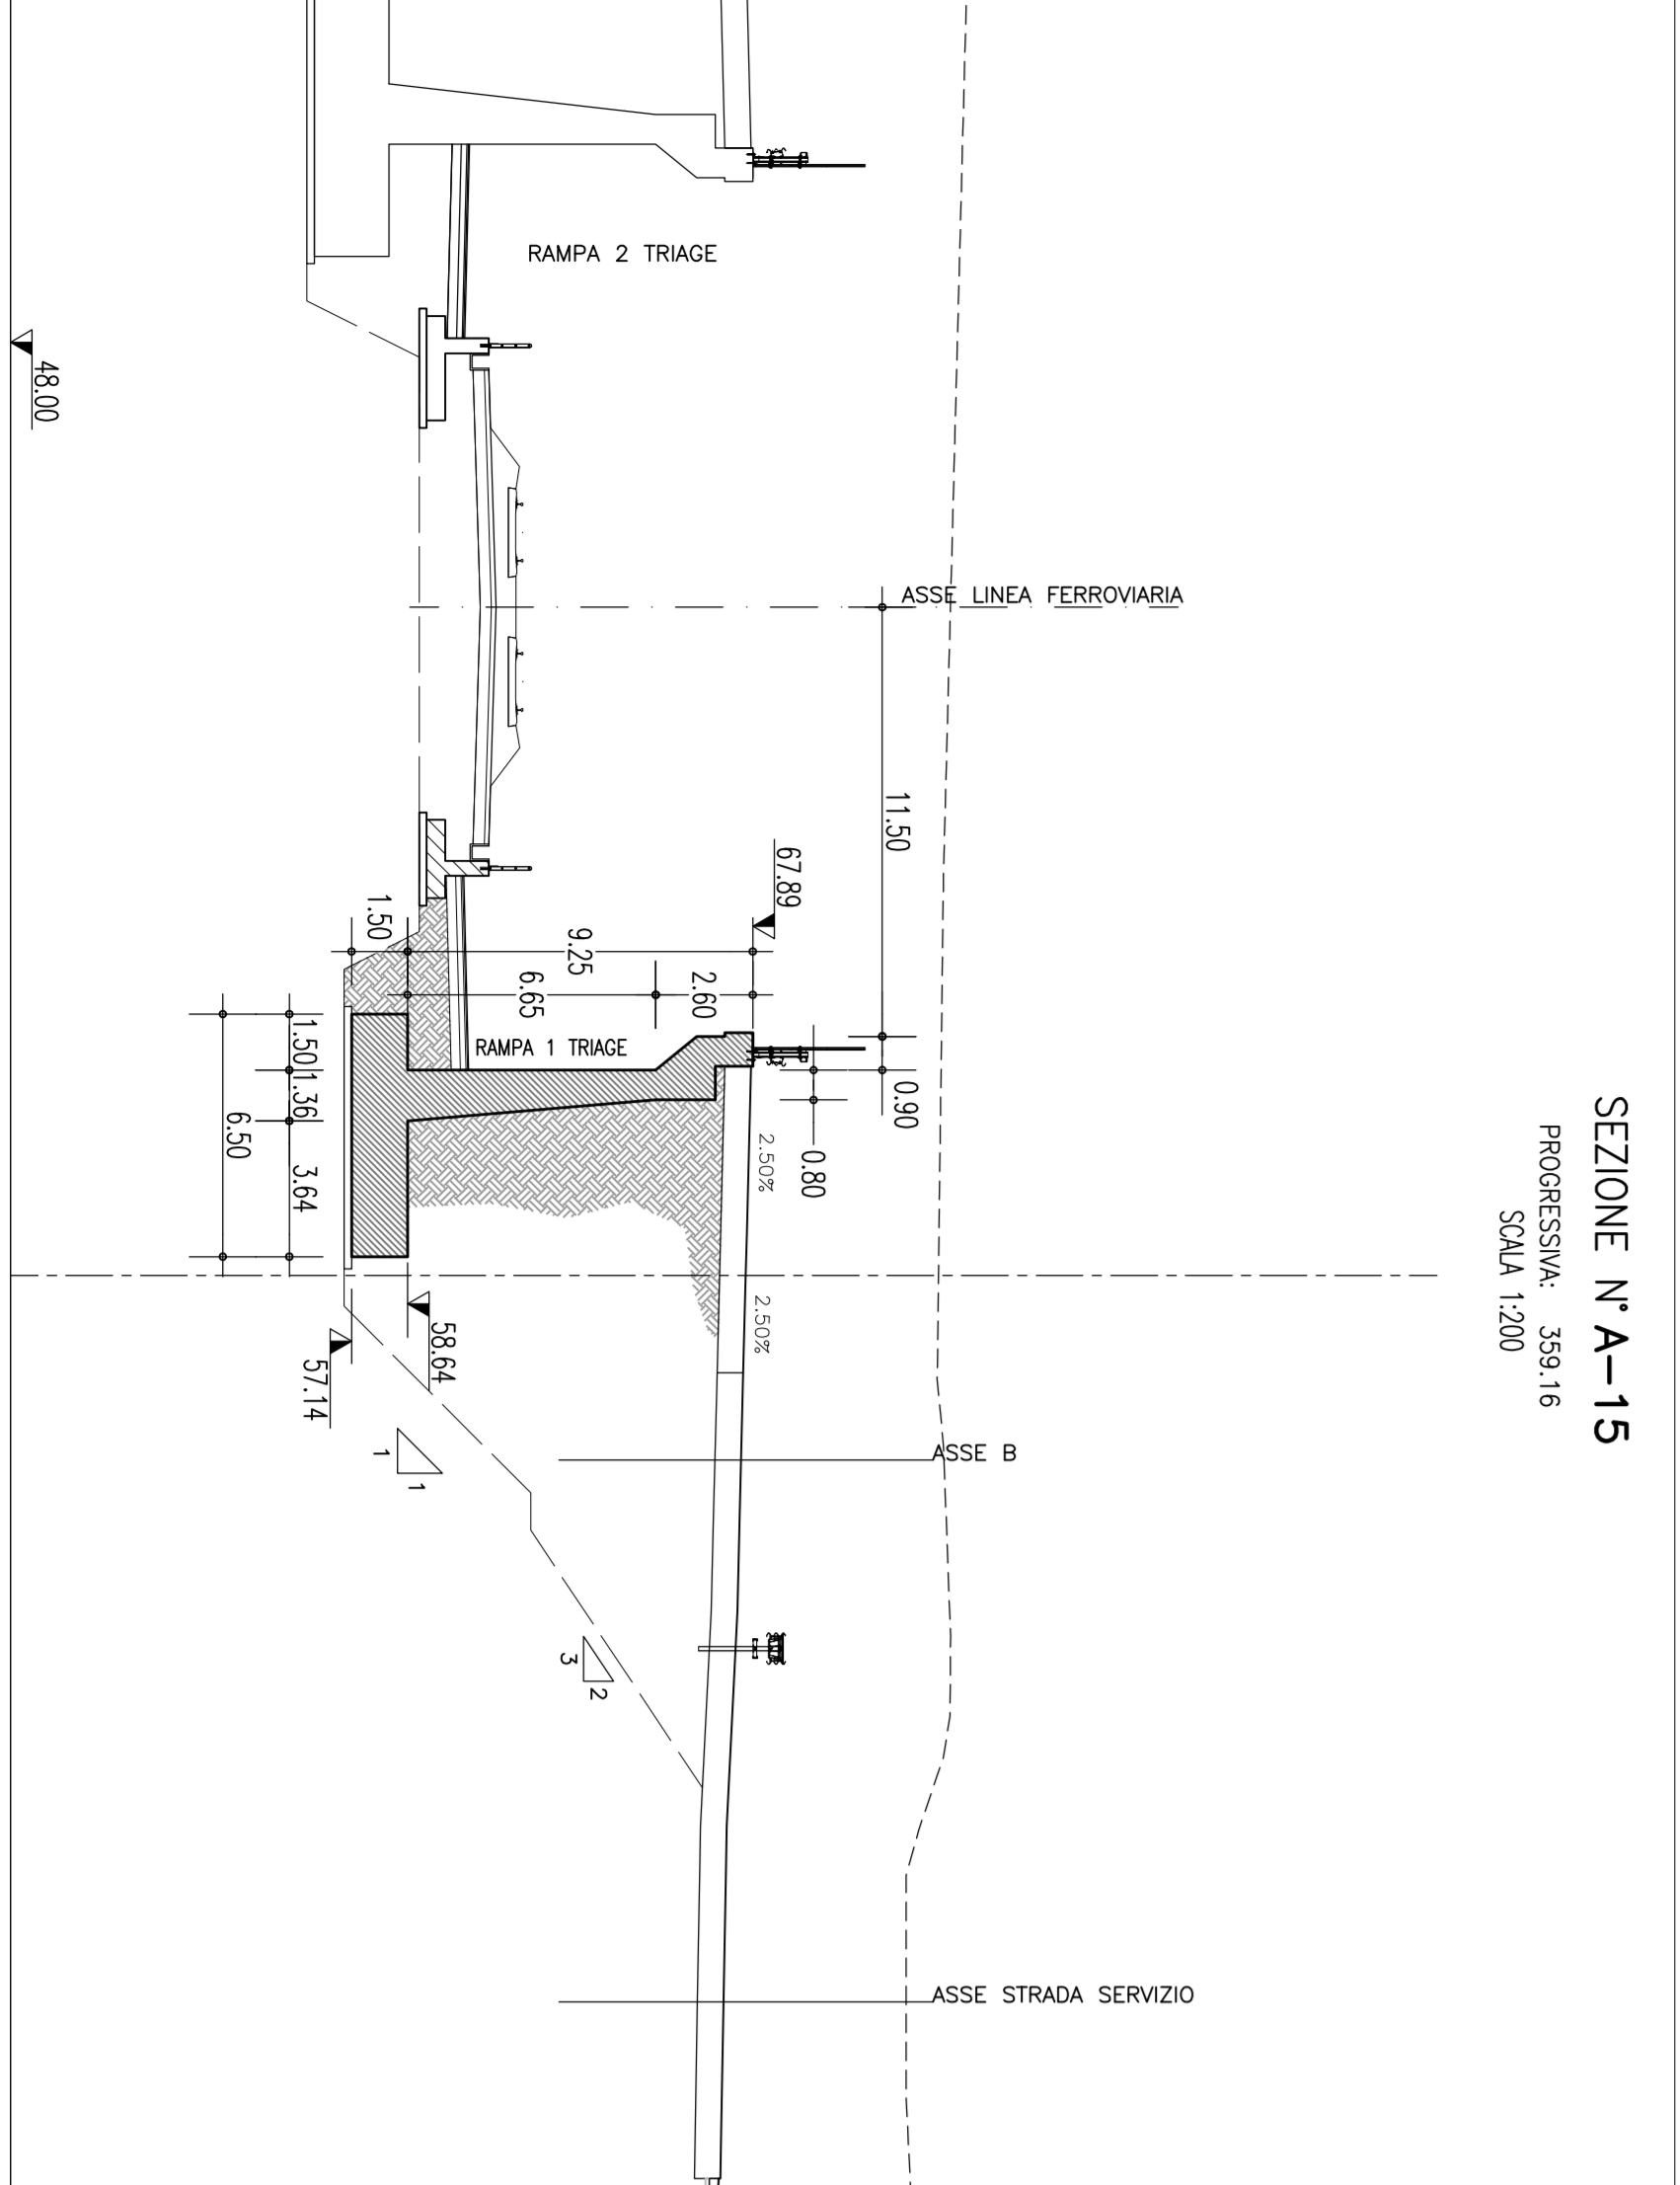 SEZIONE N° A-15
PROGRESSIVA: 359.16
SCALA 1:200
ASSE LINEA FERROVIARIA
ASSE B
ASSE STRADA SERVIZIO
11.50
0.90
0.80
67.89
2.50%
2.50%
2.60
6.65
9.25
1.50
RAMPA 2 TRIAGE
RAMPA 1 TRIAGE
58.64
57.14
1
1
3
2
1.50
1.36
3.64
6.50
48.00